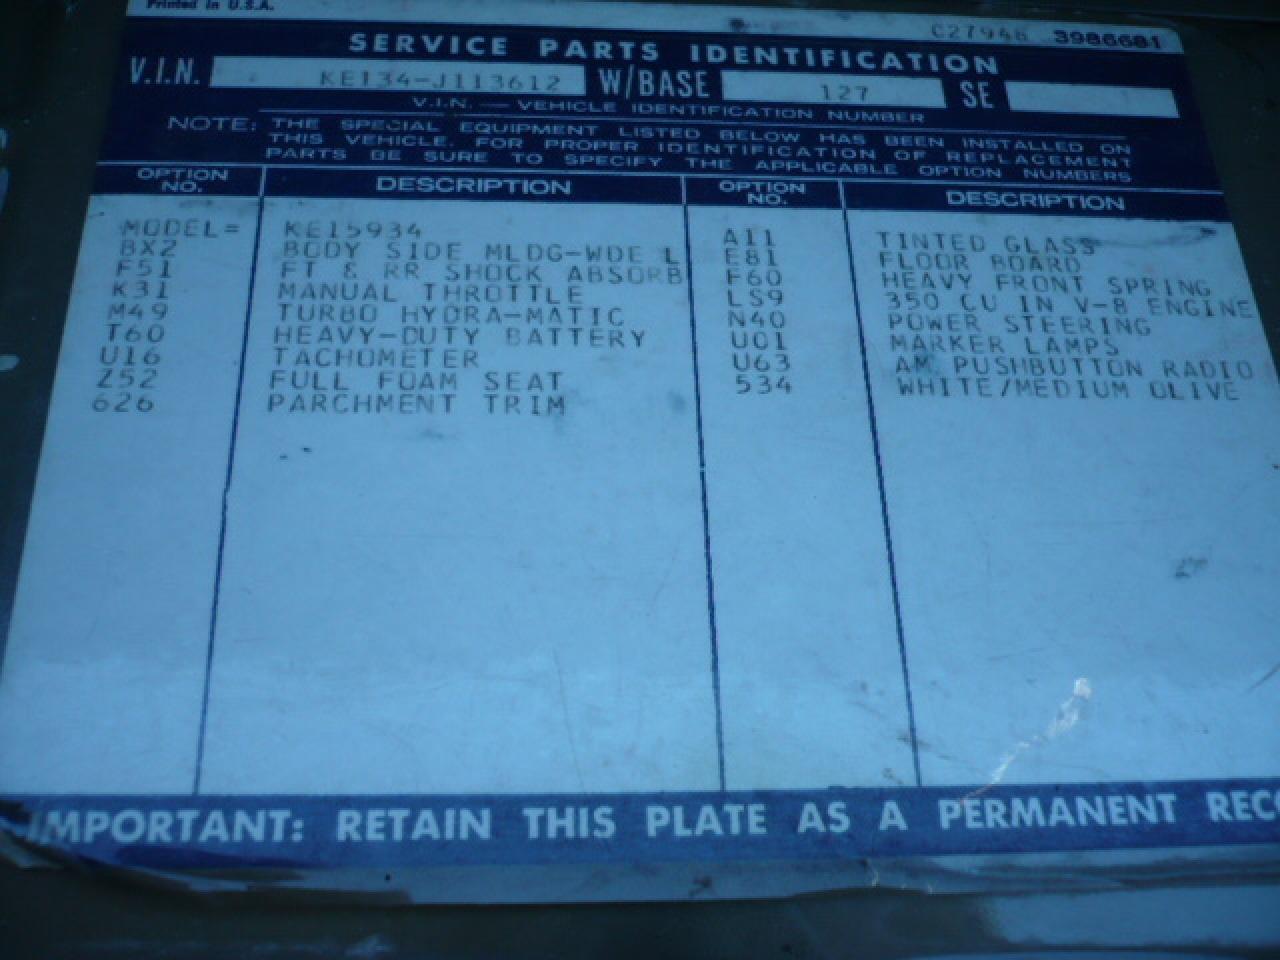 Printed in U.S.A.
C27948 3986681
SERVICE PARTS IDENTIFICATION
V.I.N. KE134-J113612 W/BASE 127 SE
V.I.N. — VEHICLE IDENTIFICATION NUMBER
NOTE: THE SPECIAL EQUIPMENT LISTED BELOW HAS BEEN INSTALLED ON
THIS VEHICLE. FOR PROPER IDENTIFICATION OF REPLACEMENT
PARTS BE SURE TO SPECIFY THE APPLICABLE OPTION NUMBERS
OPTION NO. DESCRIPTION OPTION NO. DESCRIPTION
MODEL= KE15934
BX2 BODY SIDE MLDG-WDE L
F51 FT & RR SHOCK ABSORB
K31 MANUAL THROTTLE
M49 TURBO HYDRA-MATIC
T60 HEAVY-DUTY BATTERY
U16 TACHOMETER
Z52 FULL FOAM SEAT
626 PARCHMENT TRIM
A11 TINTED GLASS
E81 FLOOR BOARD
F60 HEAVY FRONT SPRING
LS9 350 CU IN V-8 ENGINE
N40 POWER STEERING
U01 MARKER LAMPS
U63 AM PUSHBUTTON RADIO
534 WHITE/MEDIUM OLIVE
IMPORTANT: RETAIN THIS PLATE AS A PERMANENT RECO